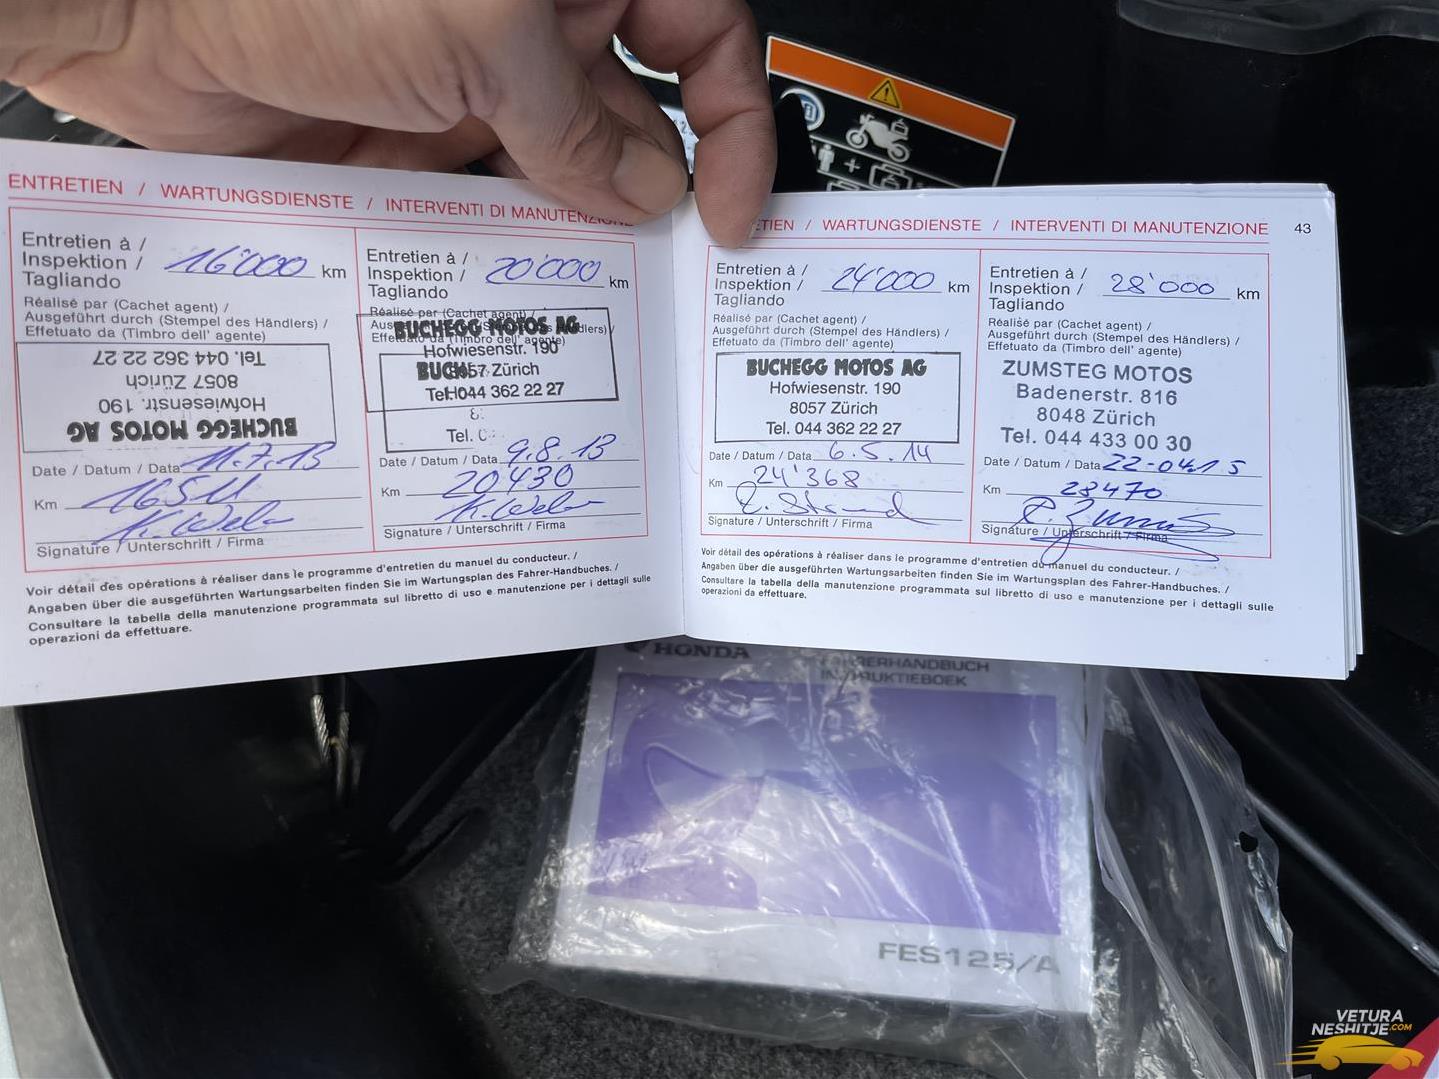 ENTRETIEN / WARTUNGSDIENSTE / INTERVENTI DI MANUTENZIONE
Entretien à /
Inspektion / 16'000 km
Tagliando
Réalisé par (Cachet agent) /
Ausgeführt durch (Stempel des Händlers) /
Effetuato da (Timbro dell' agente)
BUCHEGG MOTOS AG
Hofwiesenstr. 190
8057 Zürich
Tel. 044 362 22 27
Date / Datum / Data 11.7.13
Km 16511
K. Weber
Signature / Unterschrift / Firma
Entretien à /
Inspektion / 20'000 km
Tagliando
Réalisé par (Cachet agent) /
BUCHEGG MOTOS AG
Hofwiesenstr. 190
8057 Zürich
Tel. 044 362 22 27
Tel.
Date / Datum / Data 9.8.13
Km 20430
K. Weber
Signature / Unterschrift / Firma
Voir détail des opérations à réaliser dans le programme d'entretien du manuel du conducteur. /
Angaben über die ausgeführten Wartungsarbeiten finden Sie im Wartungsplan des Fahrer-Handbuches. /
Consultare la tabella della manutenzione programmata sul libretto di uso e manutenzione per i dettagli sulle
operazioni da effettuare.
ETIEN / WARTUNGSDIENSTE / INTERVENTI DI MANUTENZIONE 43
Entretien à /
Inspektion / 24'000 km
Tagliando
Réalisé par (Cachet agent) /
Ausgeführt durch (Stempel des Händlers) /
Effetuato da (Timbro dell' agente)
BUCHEGG MOTOS AG
Hofwiesenstr. 190
8057 Zürich
Tel. 044 362 22 27
Date / Datum / Data 6.5.14
Km 24'368
Signature / Unterschrift / Firma
Entretien à /
Inspektion / 28'000 km
Tagliando
Réalisé par (Cachet agent) /
Ausgeführt durch (Stempel des Händlers) /
Effetuato da (Timbro dell' agente)
ZUMSTEG MOTOS
Badenerstr. 816
8048 Zürich
Tel. 044 433 00 30
Date / Datum / Data 22-04.15
Km 28470
Signature / Unterschrift / Firma
Voir détail des opérations à réaliser dans le programme d'entretien du manuel du conducteur. /
Angaben über die ausgeführten Wartungsarbeiten finden Sie im Wartungsplan des Fahrer-Handbuches. /
Consultare la tabella della manutenzione programmata sul libretto di uso e manutenzione per i dettagli sulle
operazioni da effettuare.
HONDA
FAHRERHANDBUCH
INSTRUKTIEBOEK
FES125/A
VETURA
NESHITJE.COM